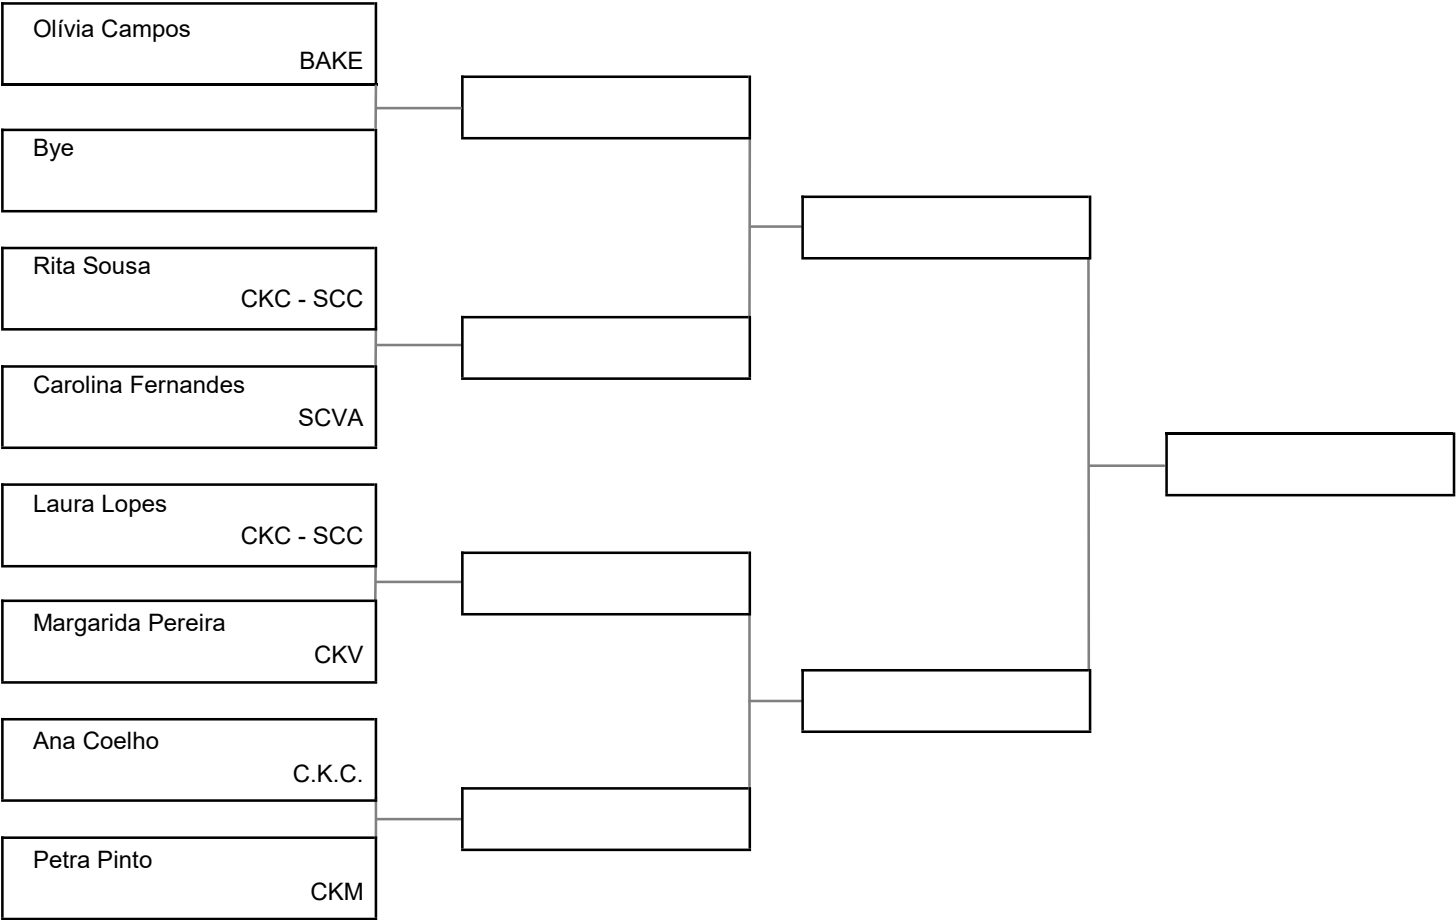 Olívia Campos
BAKE
Bye
Rita Sousa
CKC - SCC
Carolina Fernandes
SCVA
Laura Lopes
CKC - SCC
Margarida Pereira
CKV
Ana Coelho
C.K.C.
Petra Pinto
CKM